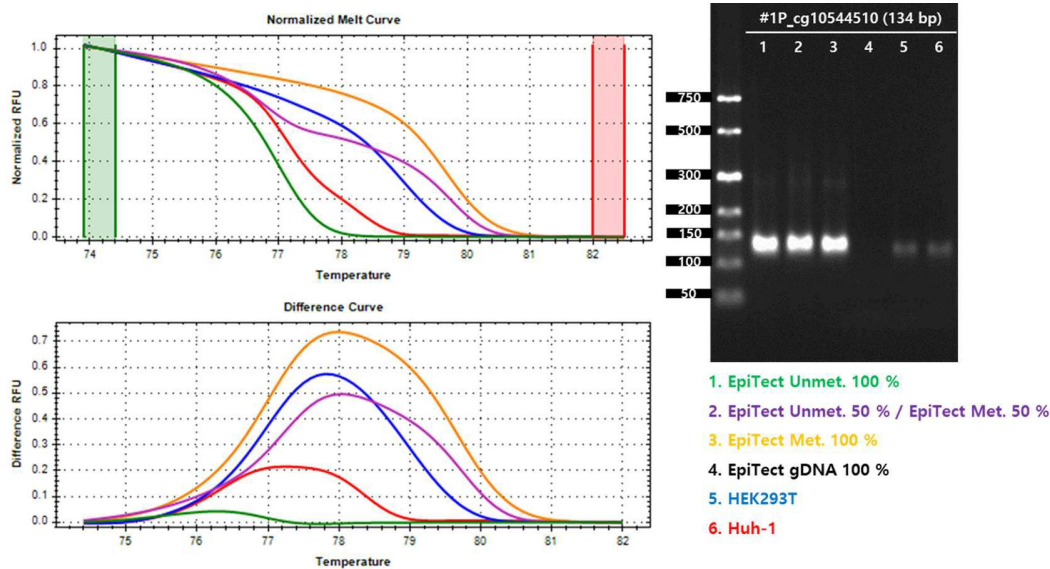 Normalized Melt Curve
Normalized RFU
1.0
0.8
0.6
0.4
0.2
0.0
74 75 76 77 78 79 80 81 82
Temperature
Difference Curve
Difference RFU
0.7
0.6
0.5
0.4
0.3
0.2
0.1
0.0
75 76 77 78 79 80 81 82
Temperature
#1P_cg10544510 (134 bp)
1 2 3 4 5 6
750
500
300
200
150
100
50
1. EpiTect Unmet. 100 %
2. EpiTect Unmet. 50 % / EpiTect Met. 50 %
3. EpiTect Met. 100 %
4. EpiTect gDNA 100 %
5. HEK293T
6. Huh-1